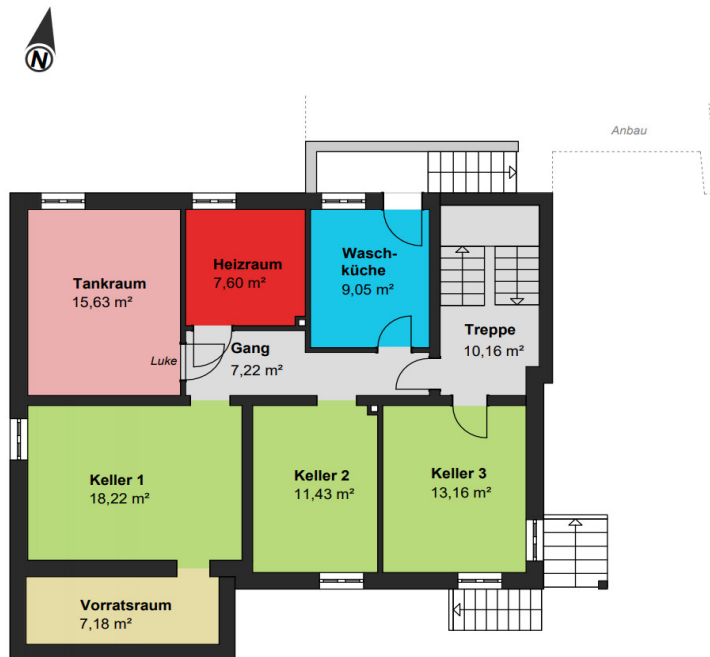 N
Anbau
Tankraum
15,63 m²
Heizraum
7,60 m²
Wasch-
küche
9,05 m²
Treppe
10,16 m²
Luke
Gang
7,22 m²
Keller 1
18,22 m²
Keller 2
11,43 m²
Keller 3
13,16 m²
Vorratsraum
7,18 m²